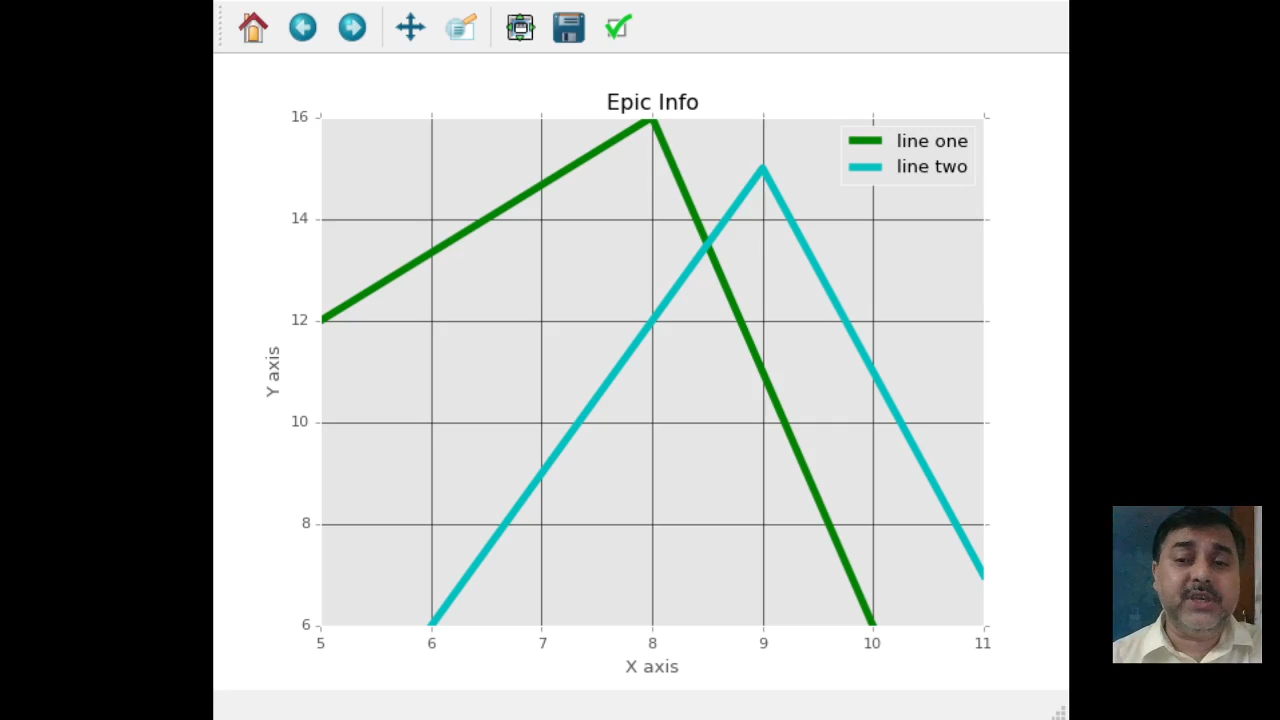 Epic Info
16
14
12
10
8
6
Y axis
line one
line two
5 6 7 8 9 10 11
X axis